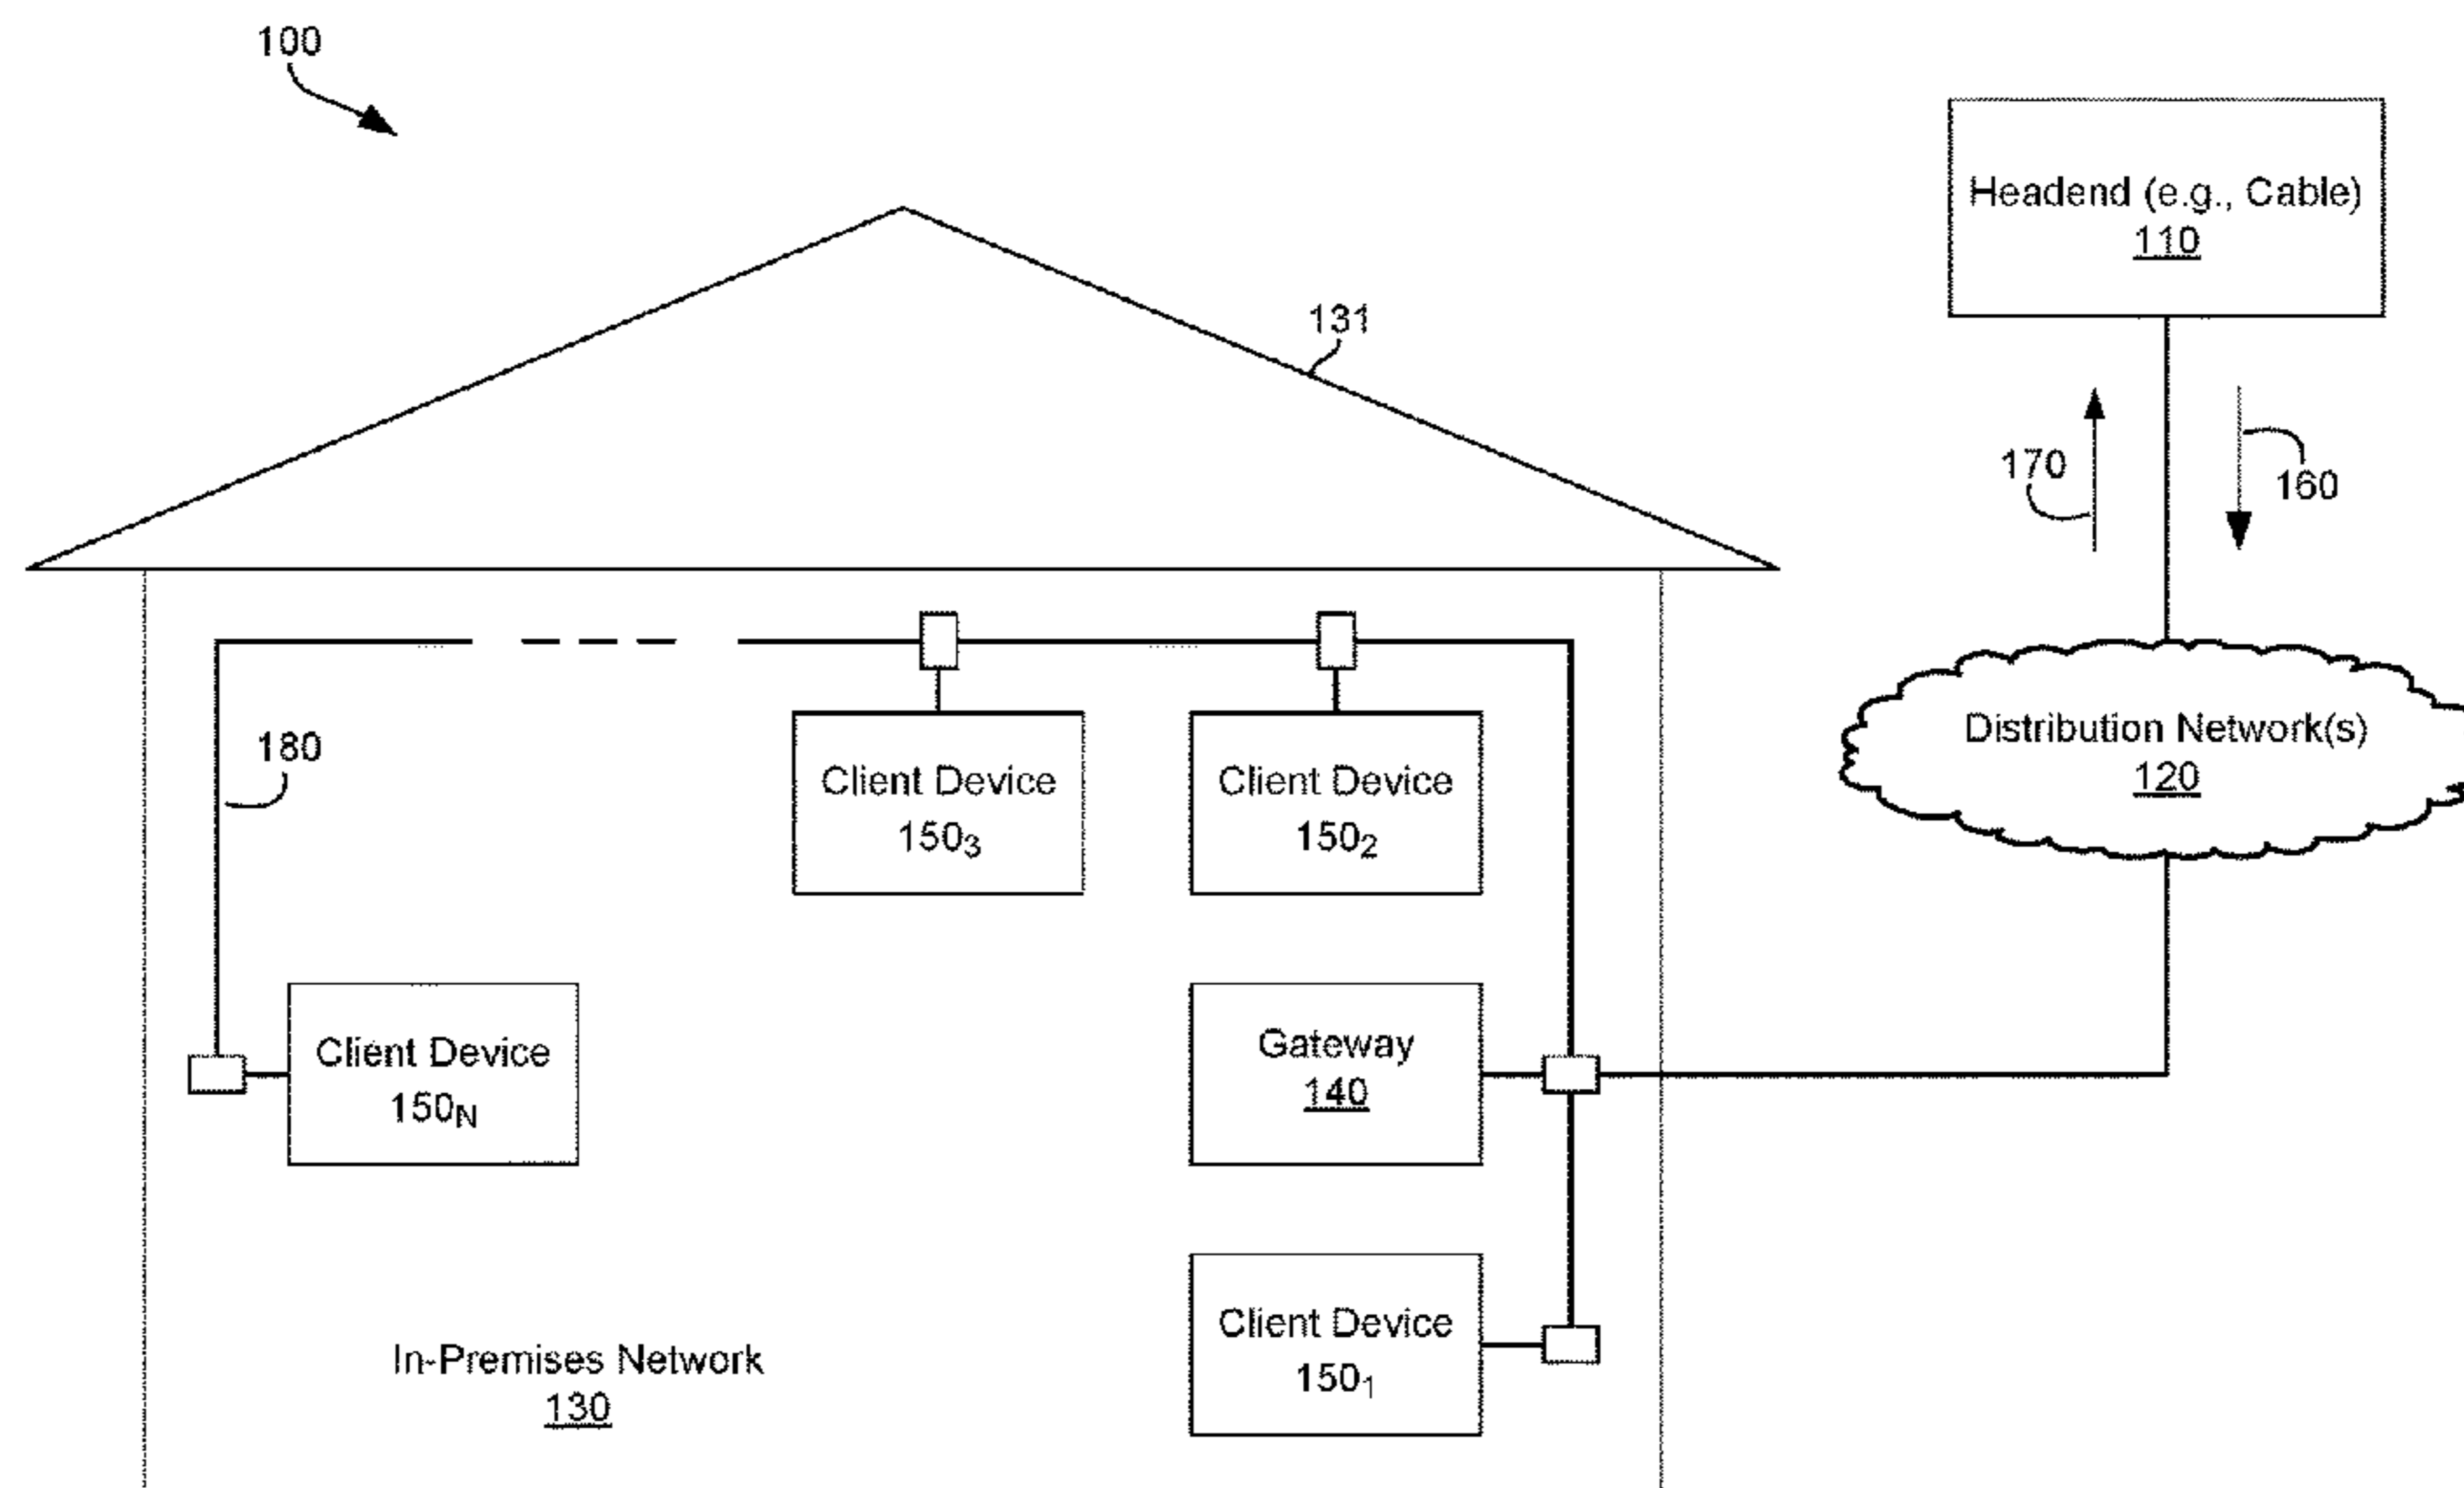 100
Headend (e.g., Cable)
110
131
170
160
180
Client Device
150₃
Client Device
150₂
Distribution Network(s)
120
Client Device
150N
Gateway
140
Client Device
150₁
In-Premises Network
130